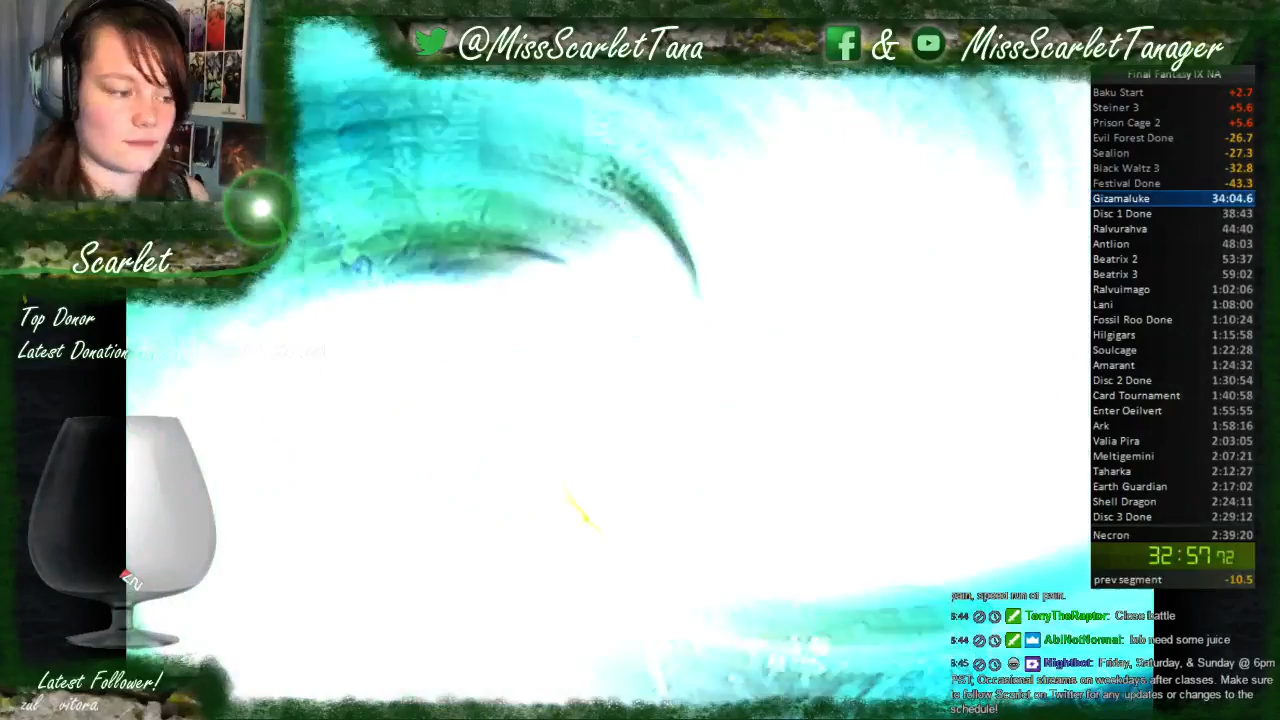 @MissScarletTana
& MissScarletTanager
Scarlet
Top Donor
Latest Donation
Latest Follower!
Final Fantasy IX NA
Baku Start +2.7
Steiner 3 +5.6
Prison Cage 2 +5.6
Evil Forest Done -26.7
Sealion -27.3
Black Waltz 3 -32.8
Festival Done -43.3
Gizamaluke 34:04.6
Disc 1 Done 38:43
Ralvurahva 44:40
Antlion 48:03
Beatrix 2 53:37
Beatrix 3 59:02
Ralvuimago 1:02:06
Lani 1:08:00
Fossil Roo Done 1:10:24
Hilgigars 1:15:58
Soulcage 1:22:28
Amarant 1:24:32
Disc 2 Done 1:30:54
Card Tournament 1:40:58
Enter Oeilvert 1:55:55
Ark 1:58:16
Valia Pira 2:03:05
Meltigemini 2:07:21
Taharka 2:12:27
Earth Guardian 2:17:02
Shell Dragon 2:24:11
Disc 3 Done 2:29:12
Necron 2:39:20
32:57 72
prev segment -10.5
pain, speed run of pain.
5:44 TerryTheRaptor: Close battle
5:44 AbiNotNormal: lob need some juice
5:45 Nightbot: Friday, Saturday, & Sunday @ 6pm
PST; Occasional streams on weekdays after classes. Make sure
to follow Scarlet on Twitter for any updates or changes to the
schedule!